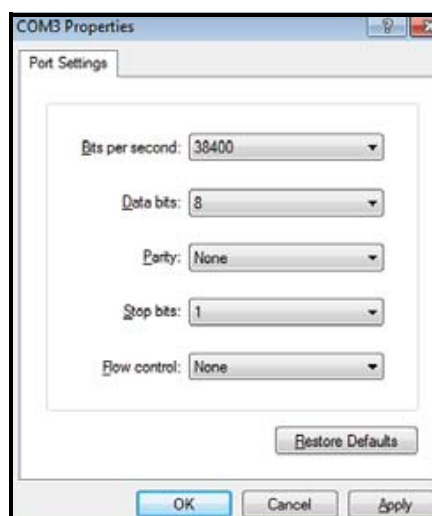 COM3 Properties
Port Settings
Bits per second: 38400
Data bits: 8
Parity: None
Stop bits: 1
Flow control: None
Restore Defaults
OK Cancel Apply